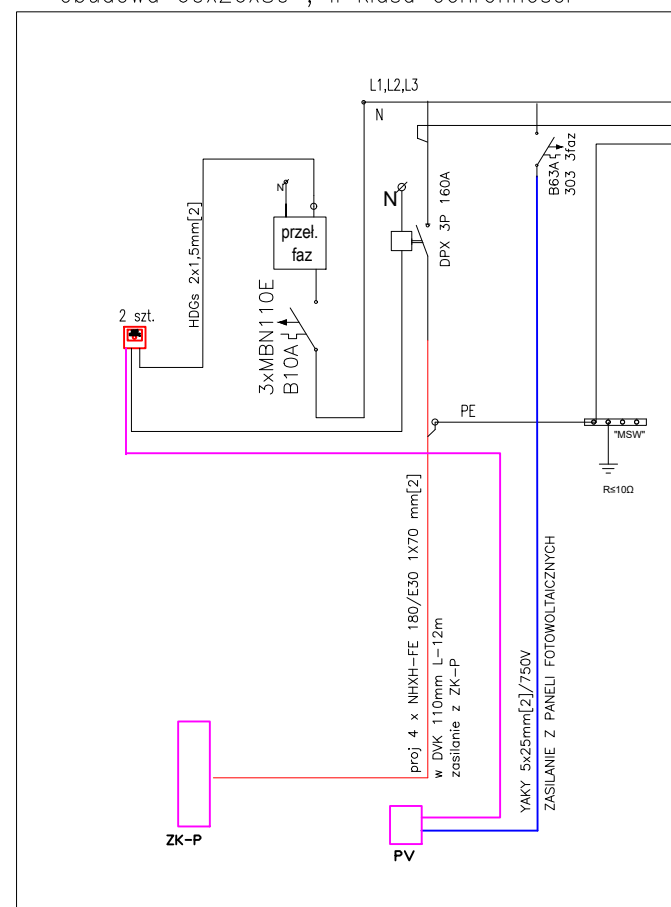 L1,L2,L3
N
B63A
303 3faz
N
N
DPX 3P 160A
przeł.
faz
HDGs 2x1,5mm[2]
2 szt.
3xMBN110E
B10A
PE
"MSW"
R≤10Ω
proj 4 x NHXH-FE 180/E30 1X70 mm[2]
w DVK 110mm L-12m
zasilanie z ZK-P
YAKY 5x25mm[2]/750V
ZASILANIE Z PANELI FOTOWOLTAICZNYCH
ZK-P
PV